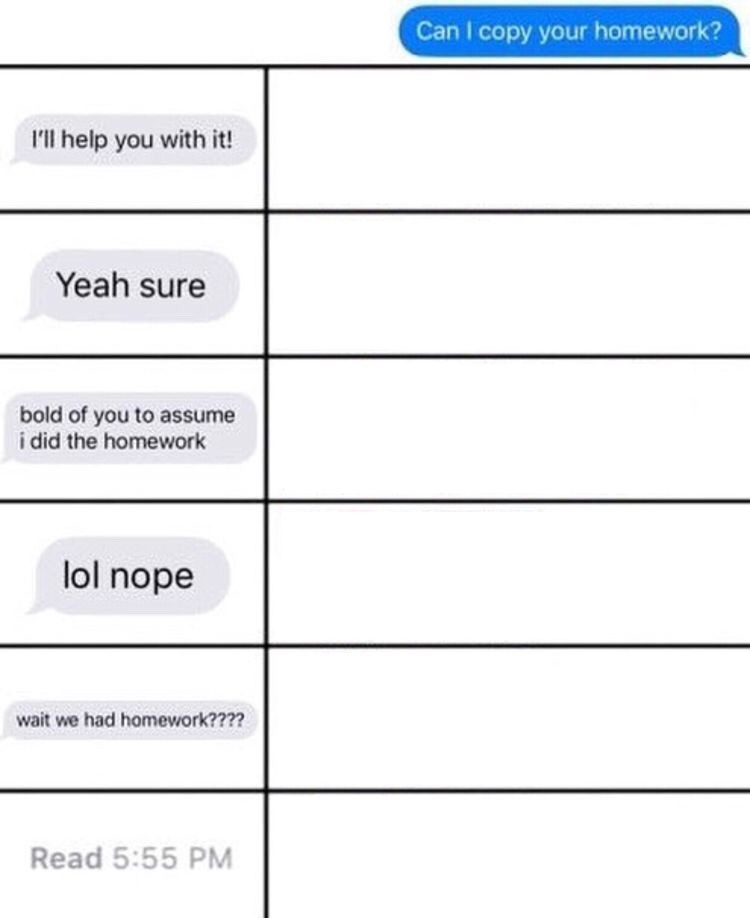 Can I copy your homework?
I'll help you with it!
Yeah sure
bold of you to assume
i did the homework
lol nope
wait we had homework????
Read 5:55 PM